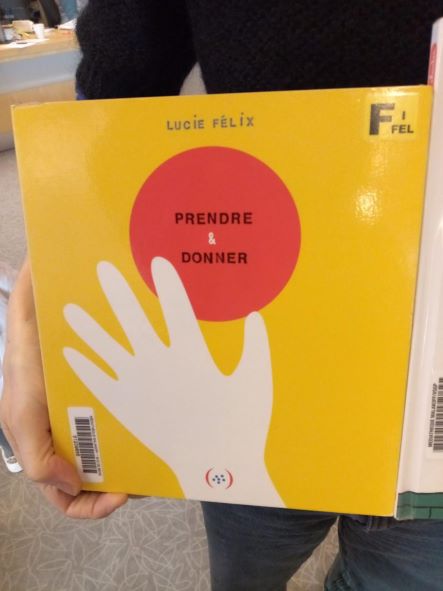 LUCIE FÉLIX
F I
FEL
PRENDRE
&
DONNER